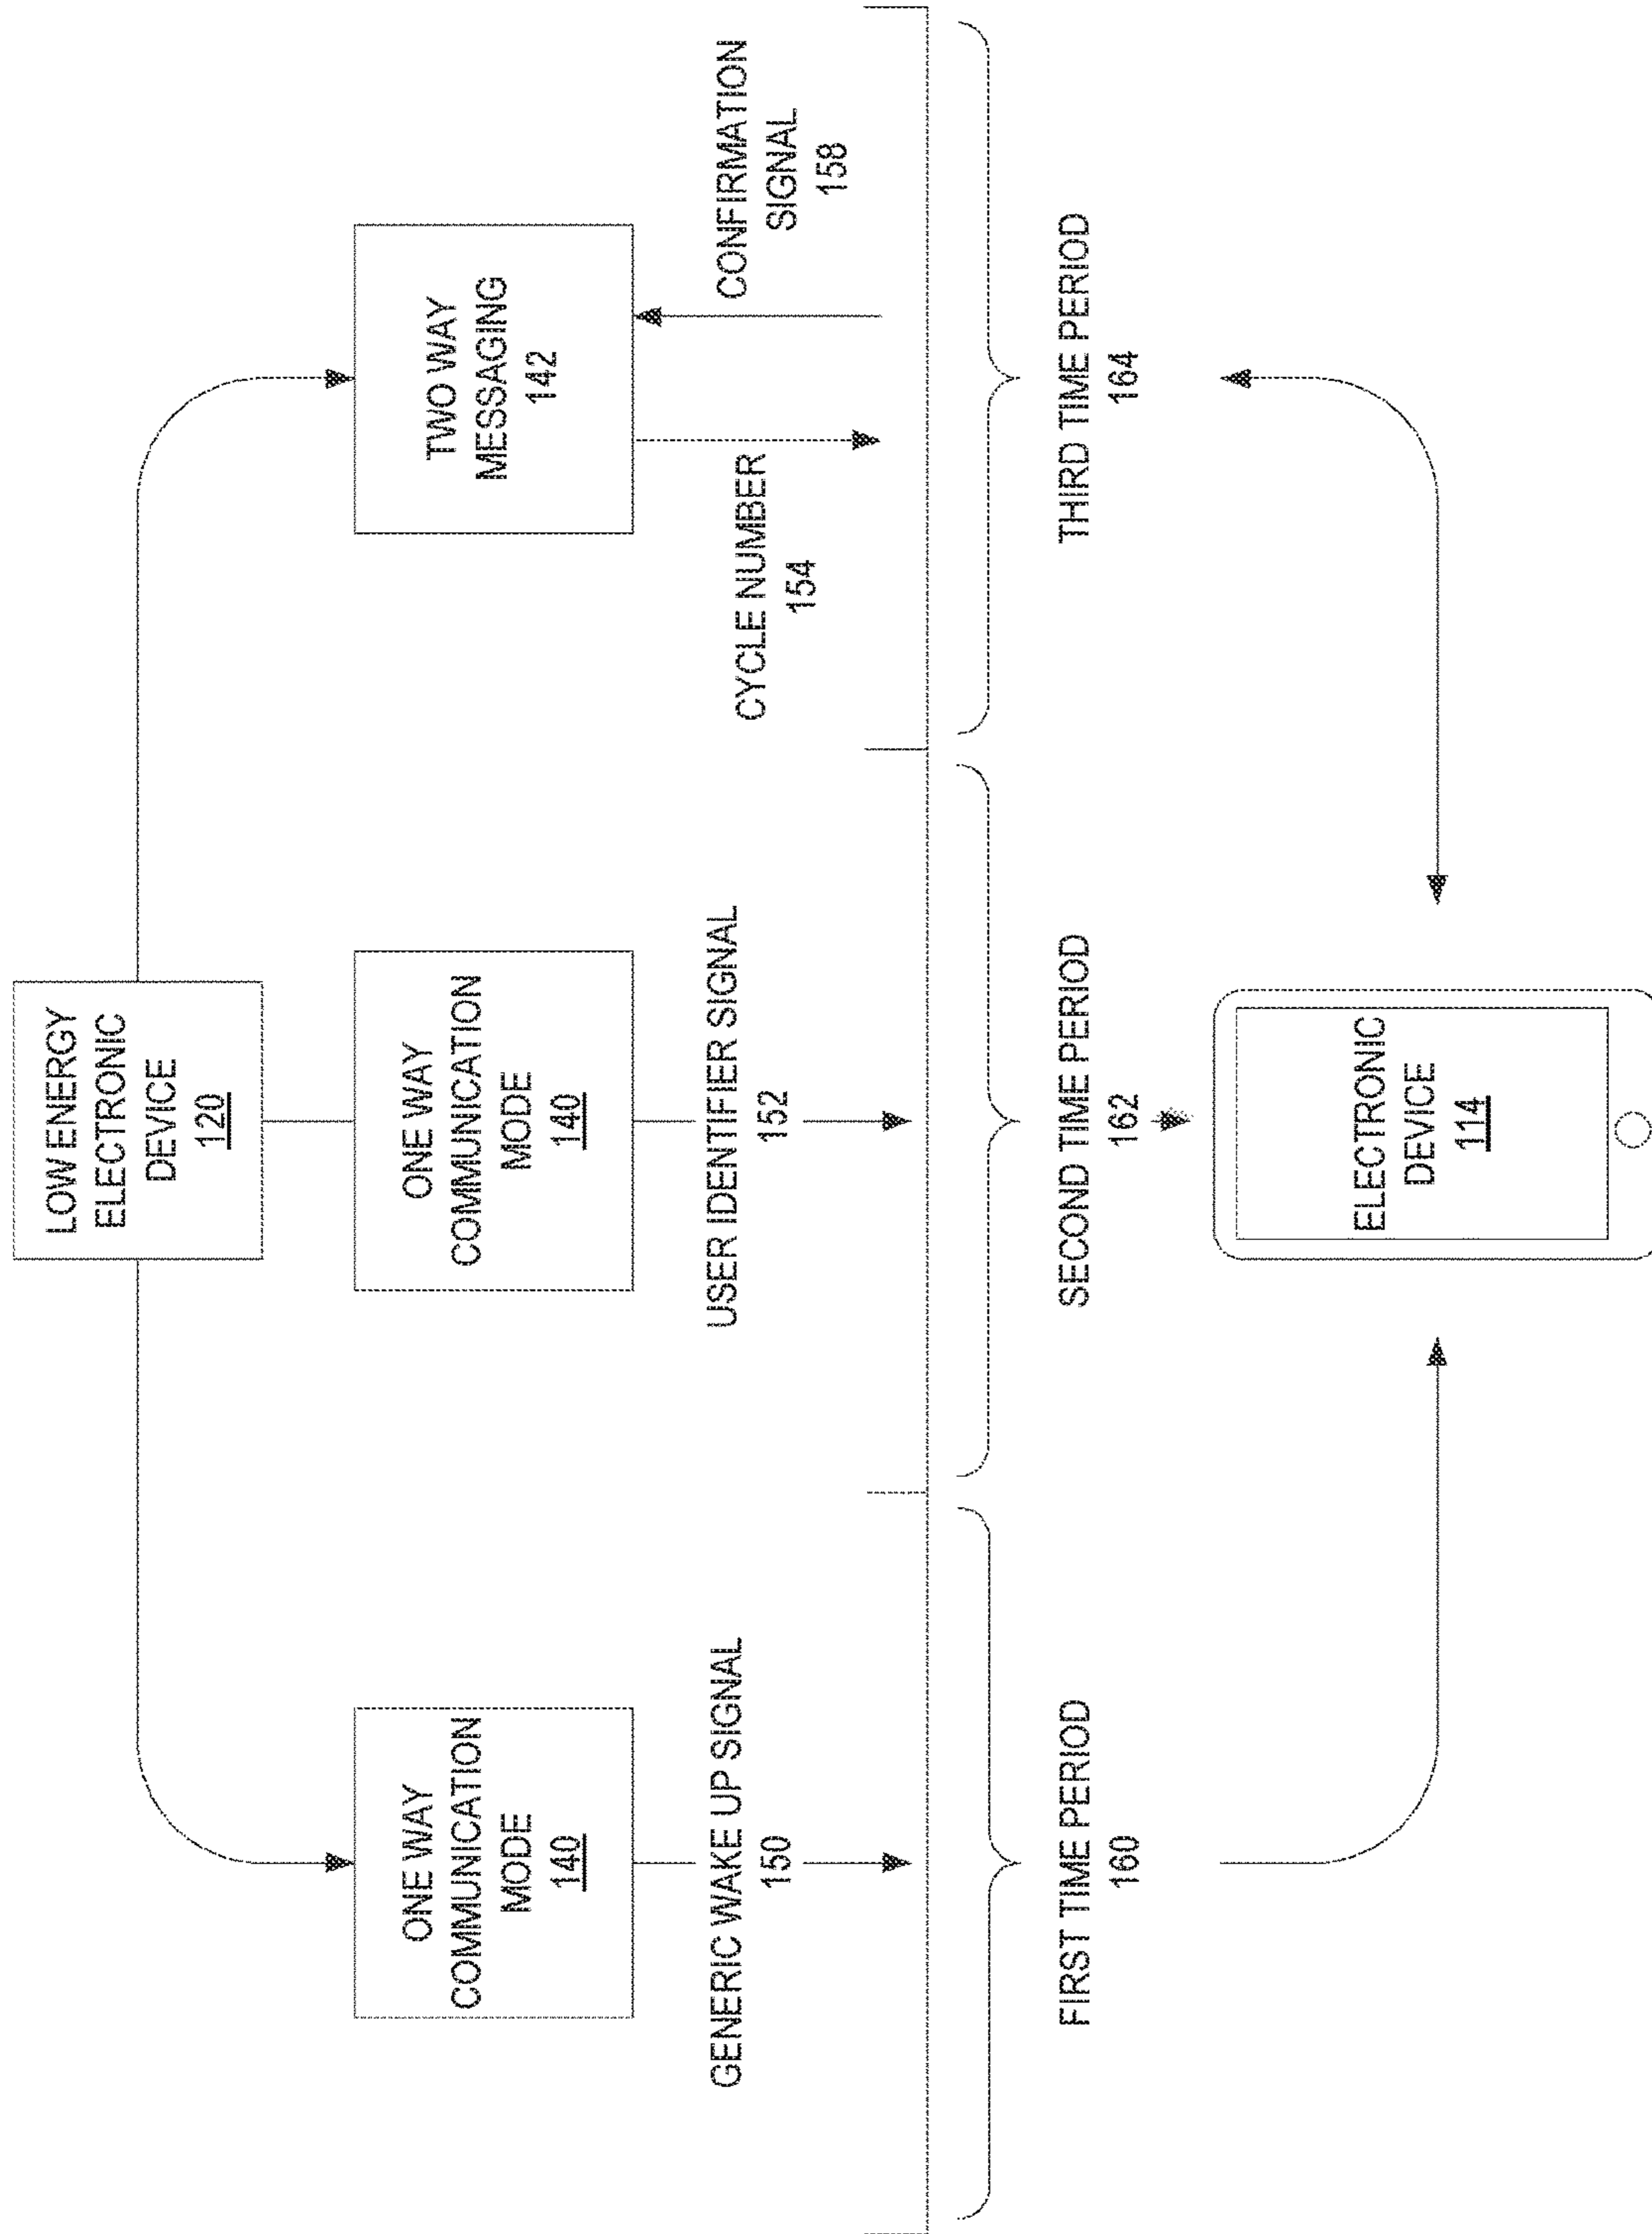 LOW ENERGY
ELECTRONIC
DEVICE
120
ONE WAY
COMMUNICATION
MODE
140
ONE WAY
COMMUNICATION
MODE
140
TWO WAY
MESSAGING
142
GENERIC WAKE UP SIGNAL
150
USER IDENTIFIER SIGNAL
152
CYCLE NUMBER
154
CONFIRMATION
SIGNAL
158
FIRST TIME PERIOD
160
SECOND TIME PERIOD
162
THIRD TIME PERIOD
164
ELECTRONIC
DEVICE
114